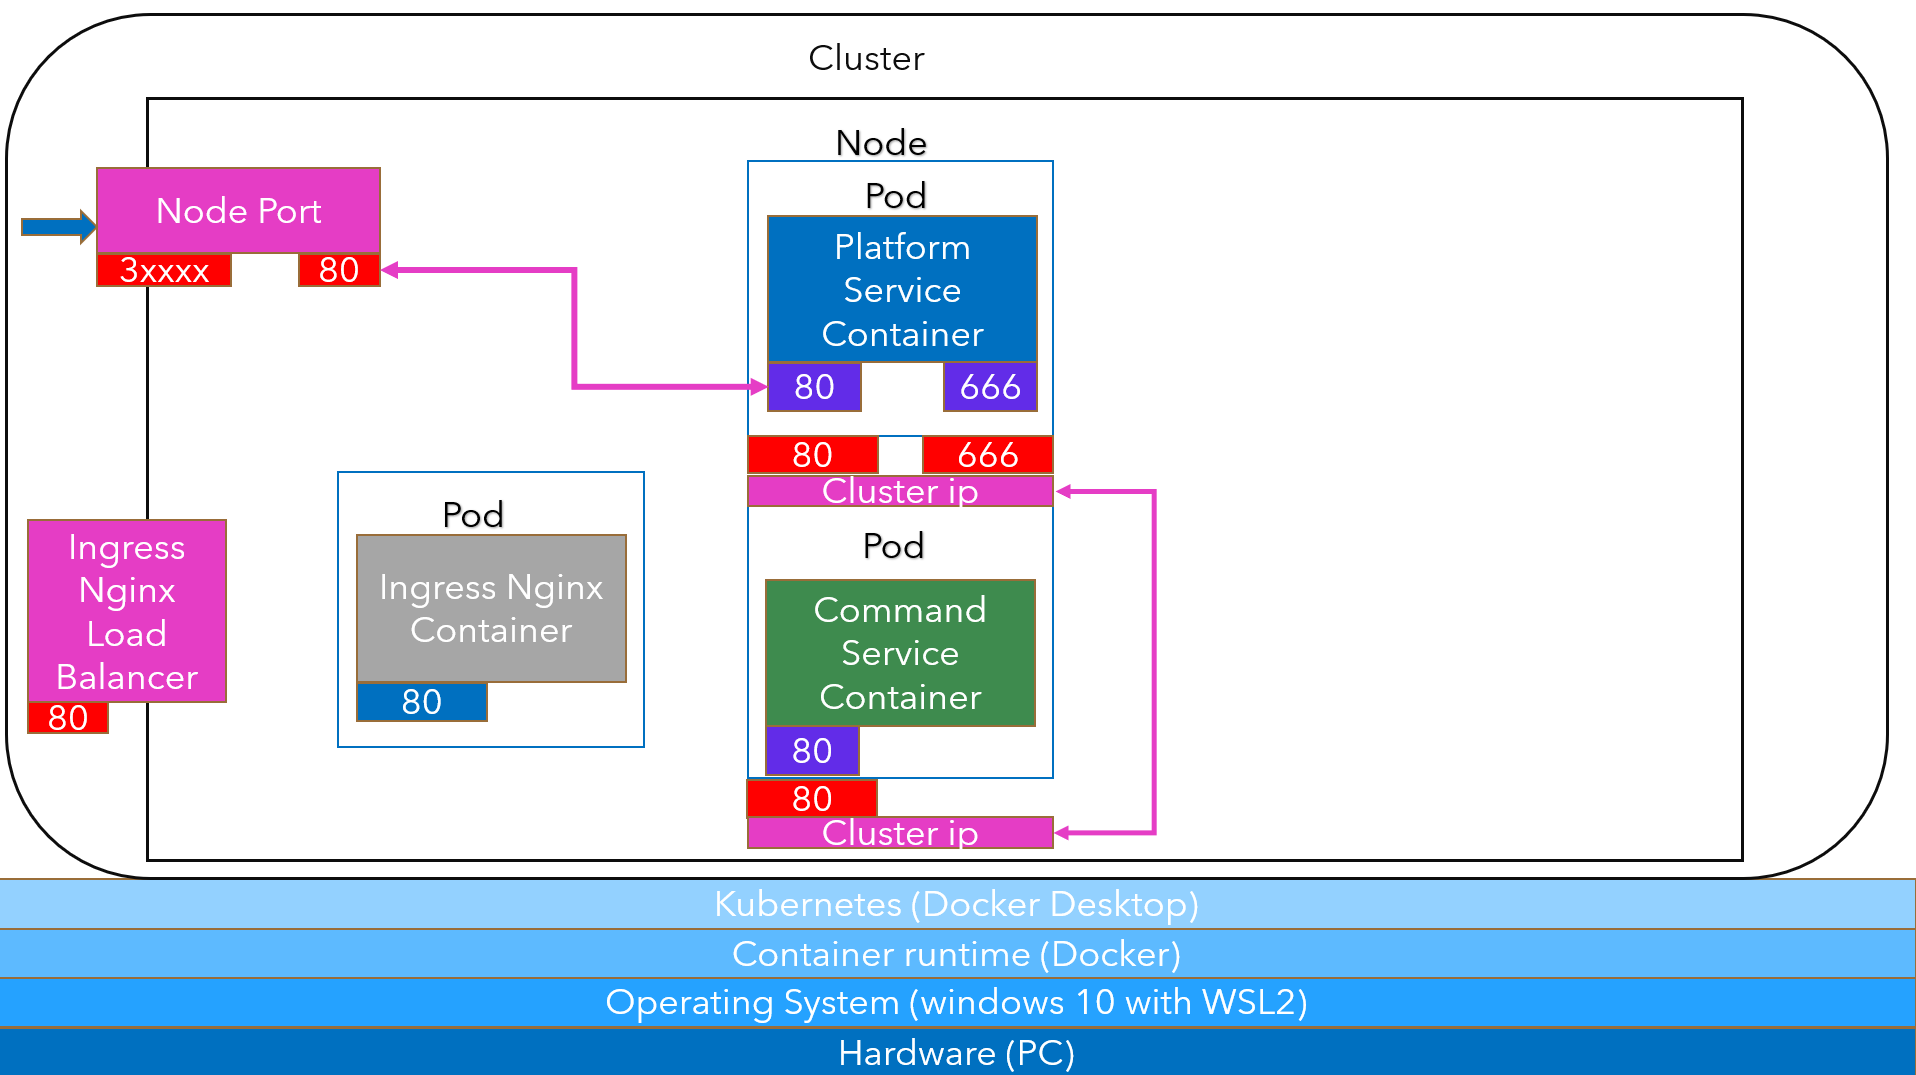 Cluster
Node
Node Port
3xxxx
80
Pod
Platform
Service
Container
80
666
80
666
Cluster ip
Ingress
Nginx
Load
Balancer
80
Pod
Ingress Nginx
Container
80
Pod
Command
Service
Container
80
80
Cluster ip
Kubernetes (Docker Desktop)
Container runtime (Docker)
Operating System (windows 10 with WSL2)
Hardware (PC)